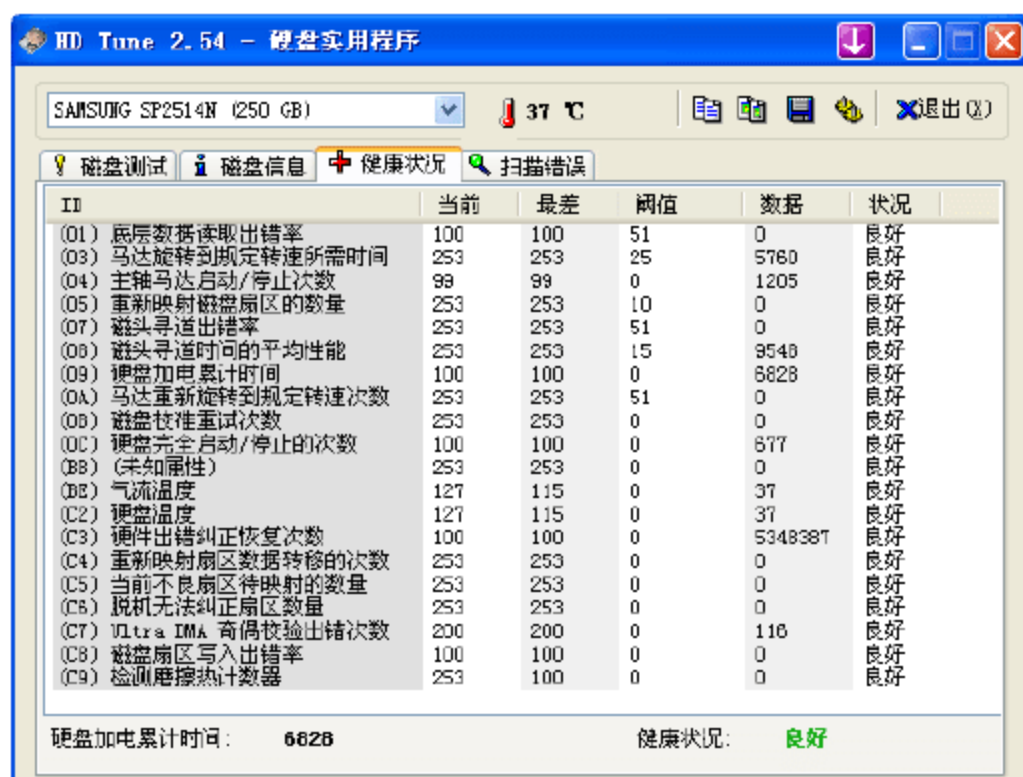 HD Tune 2.54 - 硬盘实用程序
SAMSUNG SP2514N (250 GB) 37 ℃ 退出(X)
磁盘测试 磁盘信息 健康状况 扫描错误
ID 当前 最差 阈值 数据 状况
(01) 底层数据读取出错率 100 100 51 0 良好
(03) 马达旋转到规定转速所需时间 253 253 25 5760 良好
(04) 主轴马达启动/停止次数 99 99 0 1205 良好
(05) 重新映射磁盘扇区的数量 253 253 10 0 良好
(07) 磁头寻道出错率 253 253 51 0 良好
(08) 磁头寻道时间的平均性能 253 253 15 9548 良好
(09) 硬盘加电累计时间 100 100 0 6828 良好
(0A) 马达重新旋转到规定转速次数 253 253 51 0 良好
(0B) 磁盘校准重试次数 253 253 0 0 良好
(0C) 硬盘完全启动/停止的次数 100 100 0 677 良好
(BB) (未知属性) 253 253 0 0 良好
(BE) 气流温度 127 115 0 37 良好
(C2) 硬盘温度 127 115 0 37 良好
(C3) 硬件出错纠正恢复次数 100 100 0 5348387 良好
(C4) 重新映射扇区数据转移的次数 253 253 0 0 良好
(C5) 当前不良扇区待映射的数量 253 253 0 0 良好
(C6) 脱机无法纠正扇区数量 253 253 0 0 良好
(C7) Ultra DMA 奇偶校验出错次数 200 200 0 116 良好
(C8) 磁盘扇区写入出错率 100 100 0 0 良好
(C9) 检测磨擦热计数器 253 100 0 0 良好
硬盘加电累计时间: 6828 健康状况: 良好